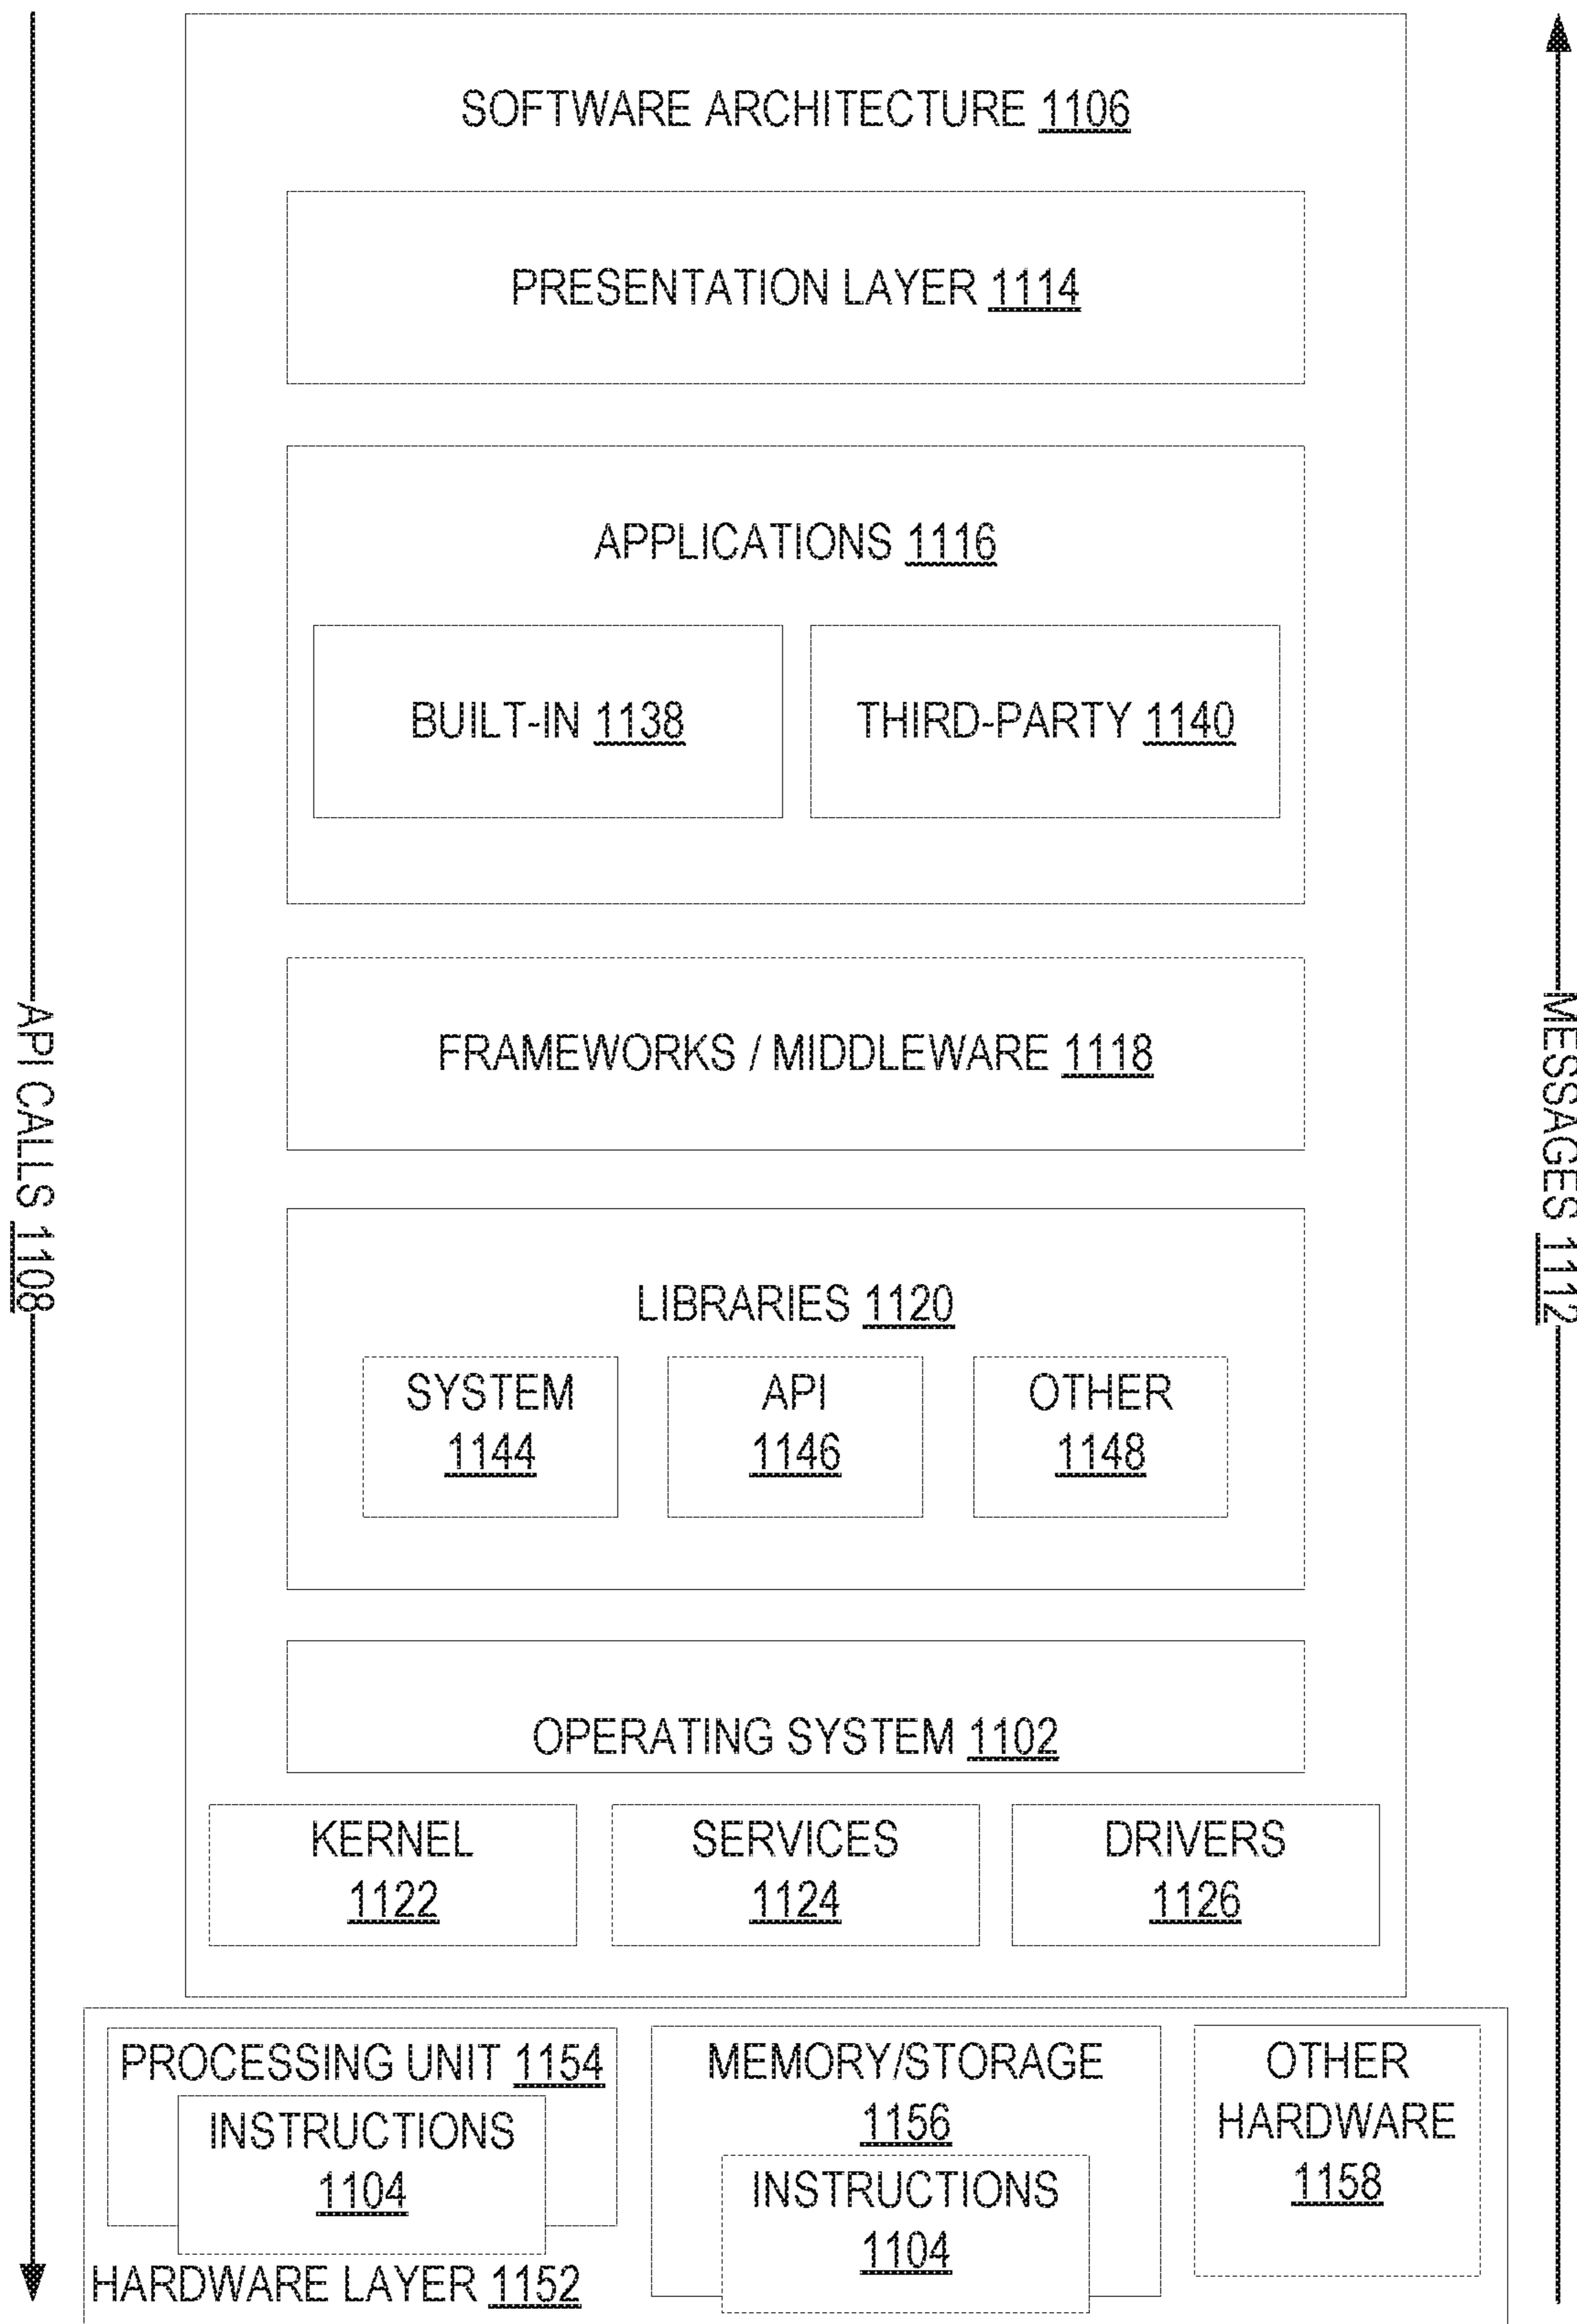 SOFTWARE ARCHITECTURE 1106
PRESENTATION LAYER 1114
APPLICATIONS 1116
BUILT-IN 1138
THIRD-PARTY 1140
FRAMEWORKS / MIDDLEWARE 1118
API CALLS 1108
MESSAGES 1112
LIBRARIES 1120
SYSTEM
1144
API
1146
OTHER
1148
OPERATING SYSTEM 1102
KERNEL
1122
SERVICES
1124
DRIVERS
1126
PROCESSING UNIT 1154
INSTRUCTIONS
1104
MEMORY/STORAGE
1156
INSTRUCTIONS
1104
OTHER
HARDWARE
1158
HARDWARE LAYER 1152